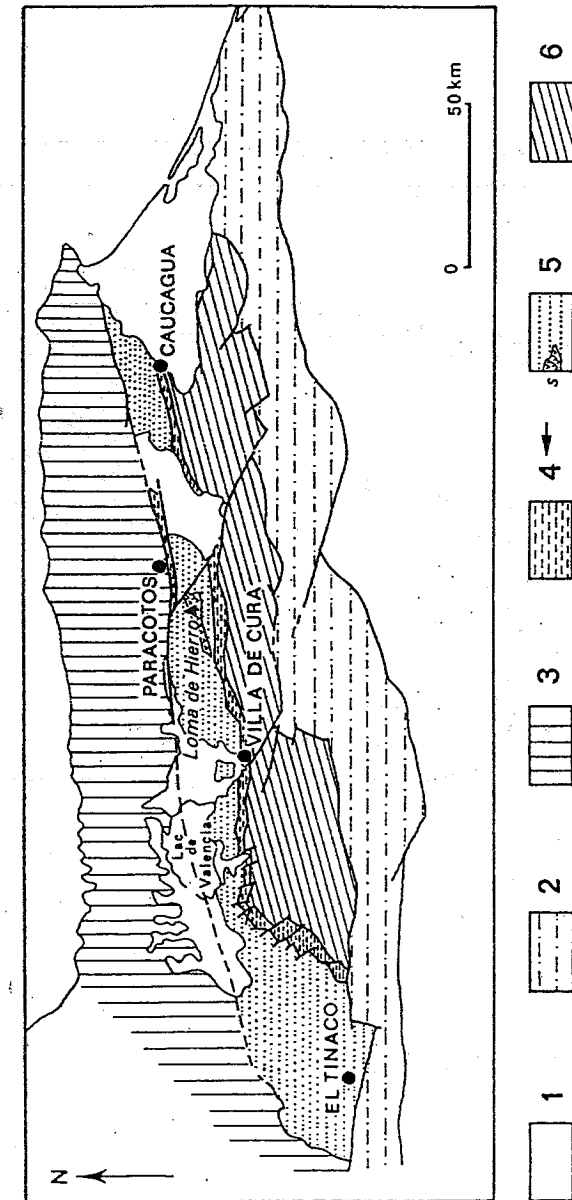 N
PARACOTOS
CAUCAGUA
Loma de Hierro
Lac
de
Valencia
VILLA DE CURA
EL TINACO
0 50 km
1 2 3 4 5 6
s